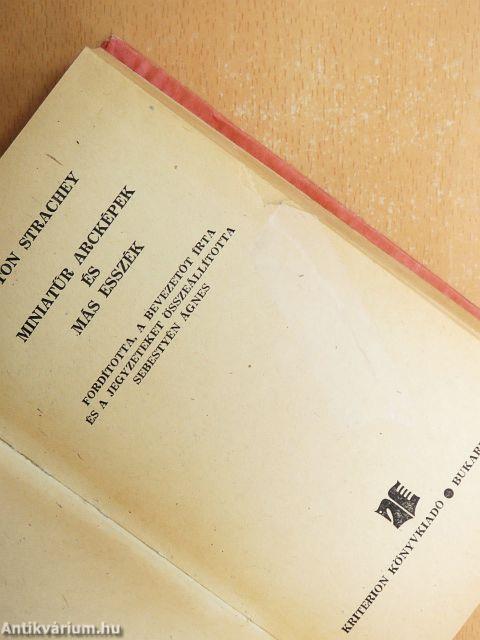 TON STRACHEY
MINIATŰR ARCKÉPEK
ÉS
MÁS ESSZÉK
FORDÍTOTTA, A BEVEZETŐT ÍRTA
ÉS A JEGYZETEKET ÖSSZEÁLLÍTOTTA
SEBESTYÉN ÁGNES
KRITERION KÖNYVKIADÓ ● BUKAR
Antikvárium.hu